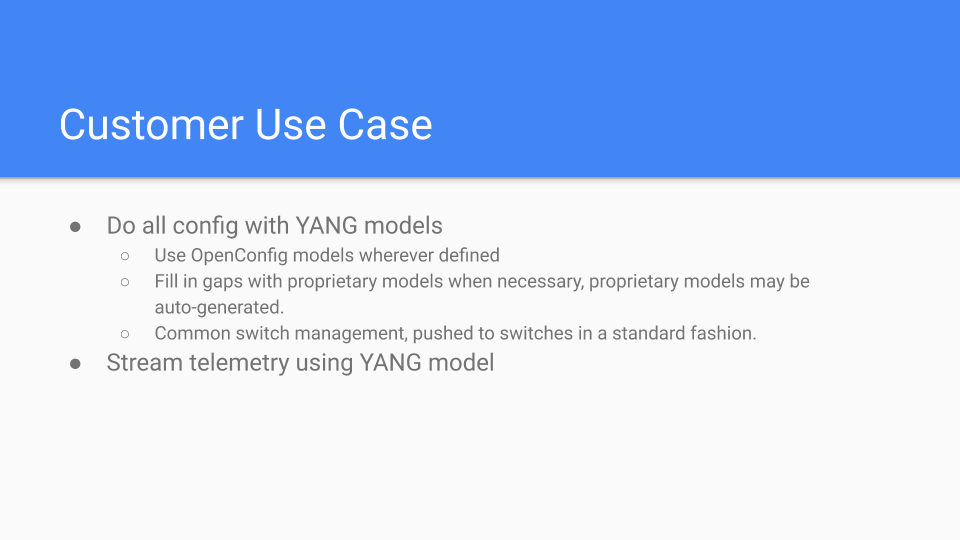 Customer Use Case
● Do all config with YANG models
○ Use OpenConfig models wherever defined
○ Fill in gaps with proprietary models when necessary, proprietary models may be
auto-generated.
○ Common switch management, pushed to switches in a standard fashion.
● Stream telemetry using YANG model